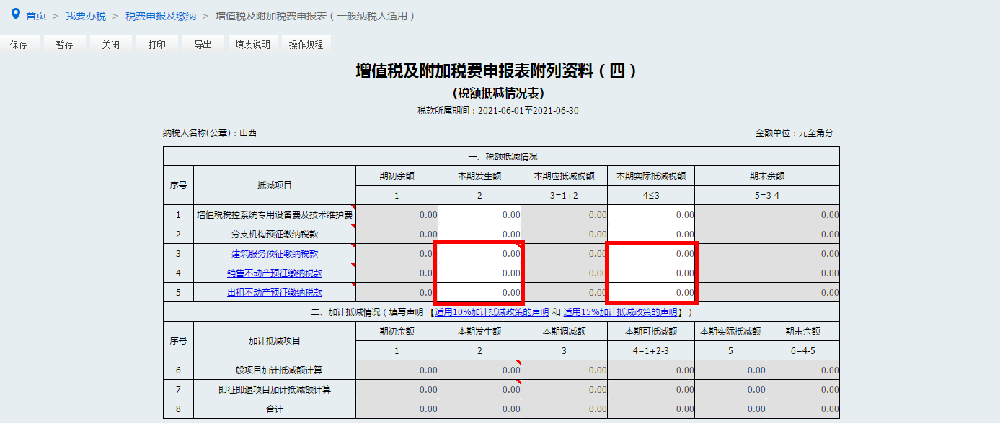 首页 > 我要办税 > 税费申报及缴纳 > 增值税及附加税费申报表（一般纳税人适用）
保存 暂存 关闭 打印 导出 填表说明 操作规程
增值税及附加税费申报表附列资料（四）
(税额抵减情况表)
税款所属期间：2021-06-01至2021-06-30
纳税人名称(公章)：山西 金额单位：元至角分
一、税额抵减情况
序号 抵减项目 期初余额 本期发生额 本期应抵减税额 本期实际抵减税额 期末余额
1 2 3=1+2 4≤3 5=3-4
1 增值税税控系统专用设备费及技术维护费 0.00 0.00 0.00 0.00 0.00
2 分支机构预征缴纳税款 0.00 0.00 0.00 0.00 0.00
3 建筑服务预征缴纳税款 0.00 0.00 0.00 0.00 0.00
4 销售不动产预征缴纳税款 0.00 0.00 0.00 0.00 0.00
5 出租不动产预征缴纳税款 0.00 0.00 0.00 0.00 0.00
二、加计抵减情况（填写声明 【适用10%加计抵减政策的声明 和 适用15%加计抵减政策的声明】 ）
序号 加计抵减项目 期初余额 本期发生额 本期调减额 本期可抵减额 本期实际抵减额 期末余额
1 2 3 4=1+2-3 5 6=4-5
6 一般项目加计抵减额计算 0.00 0.00 0.00 0.00 0.00 0.00
7 即征即退项目加计抵减额计算 0.00 0.00 0.00 0.00 0.00 0.00
8 合计 0.00 0.00 0.00 0.00 0.00 0.00